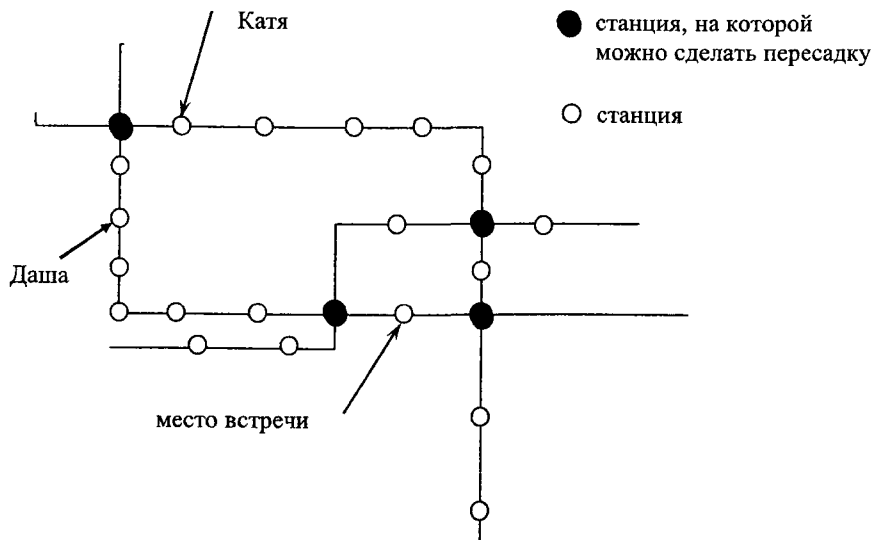 Катя
станция, на которой
можно сделать пересадку
станция
Даша
место встречи